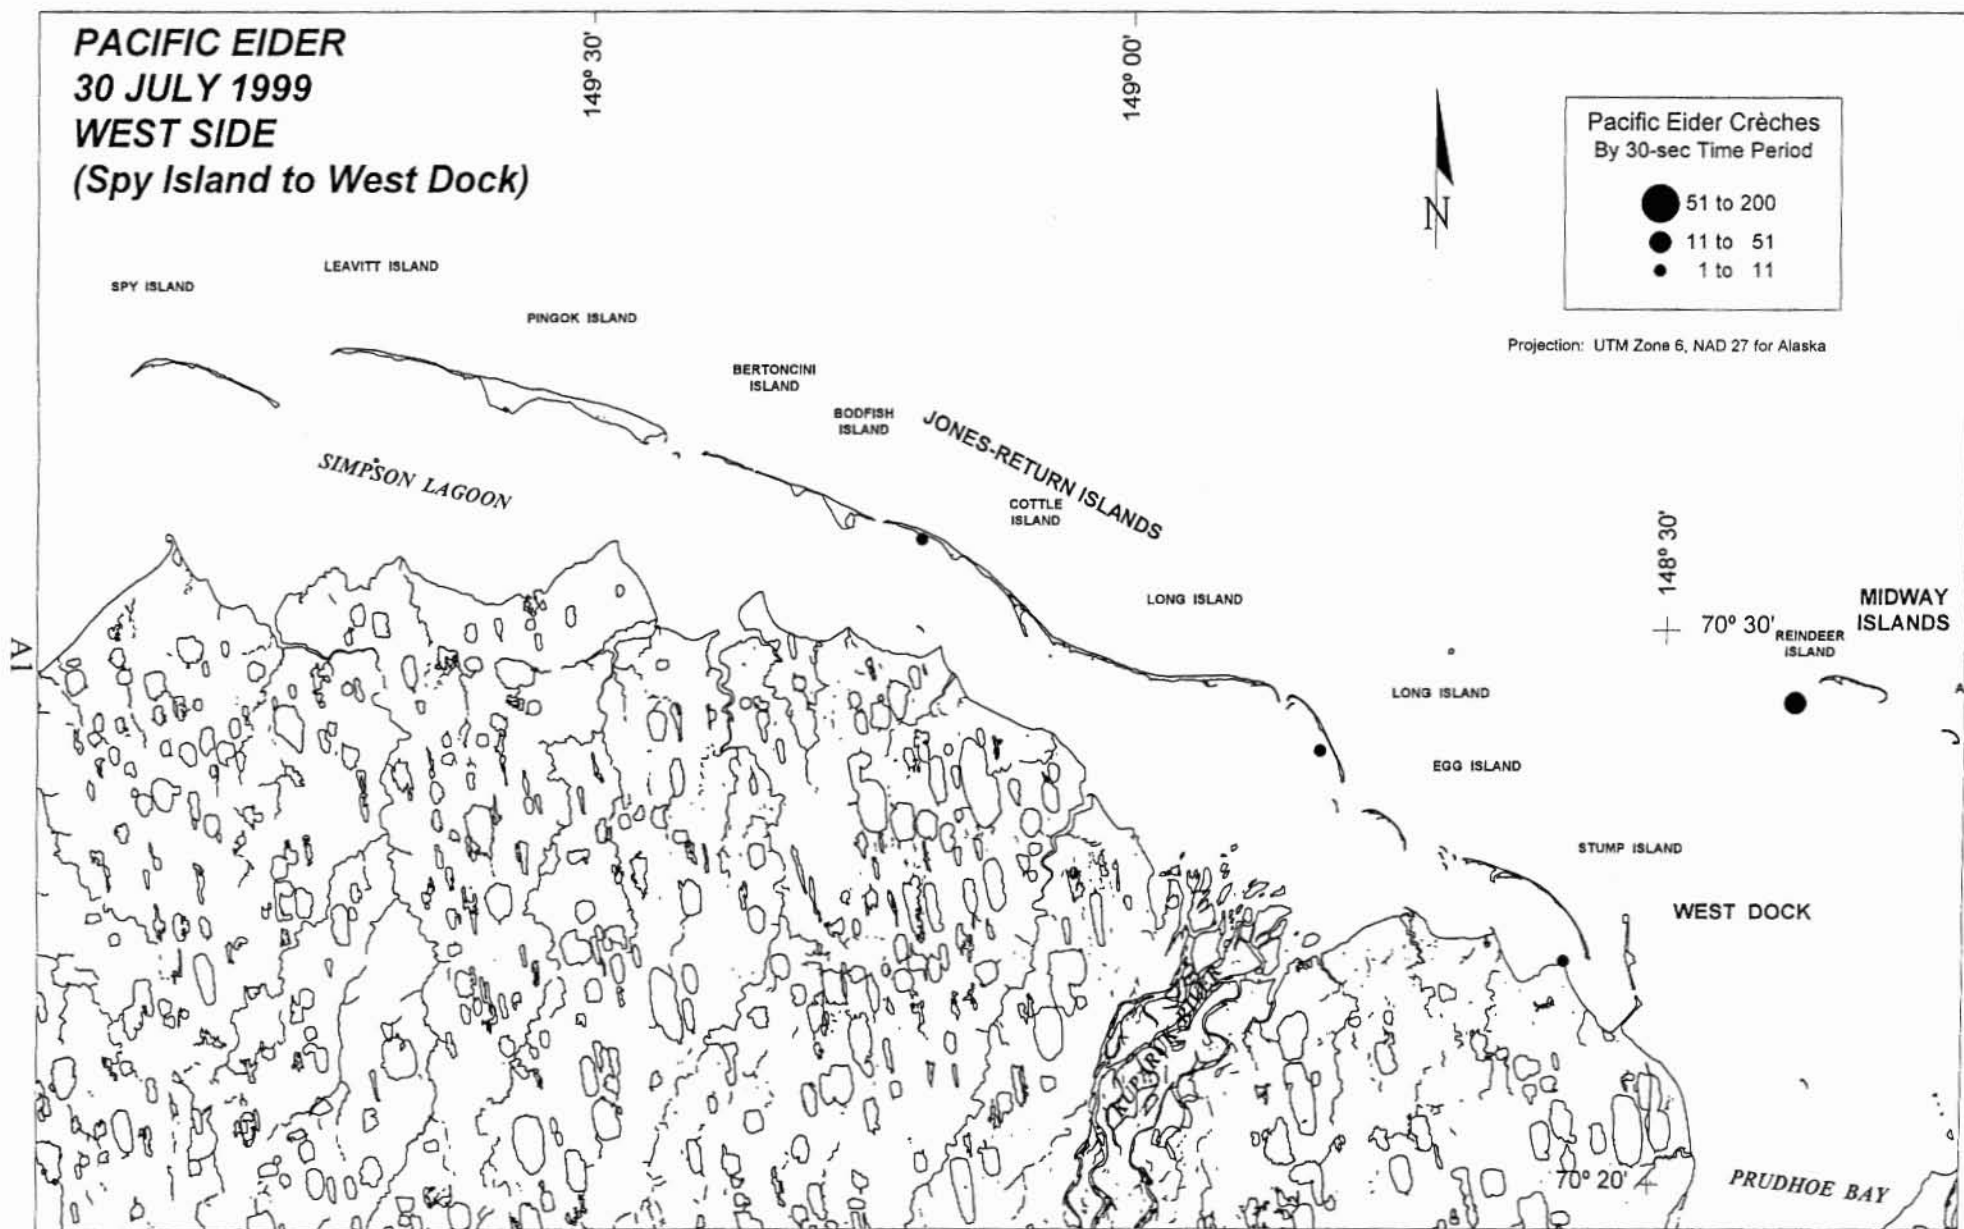 PACIFIC EIDER
30 JULY 1999
WEST SIDE
(Spy Island to West Dock)
149° 30'
149° 00'
N
Pacific Eider Crèches
By 30-sec Time Period
51 to 200
11 to 51
1 to 11
Projection: UTM Zone 6, NAD 27 for Alaska
SPY ISLAND
LEAVITT ISLAND
PINGOK ISLAND
BERTONCINI
ISLAND
BODFISH
ISLAND
JONES-RETURN ISLANDS
COTTLE
ISLAND
SIMPSON LAGOON
LONG ISLAND
148° 30'
70° 30'
MIDWAY
ISLANDS
REINDEER
ISLAND
A
LONG ISLAND
EGG ISLAND
STUMP ISLAND
WEST DOCK
KUPARUK RIVER
70° 20'
PRUDHOE BAY
A1